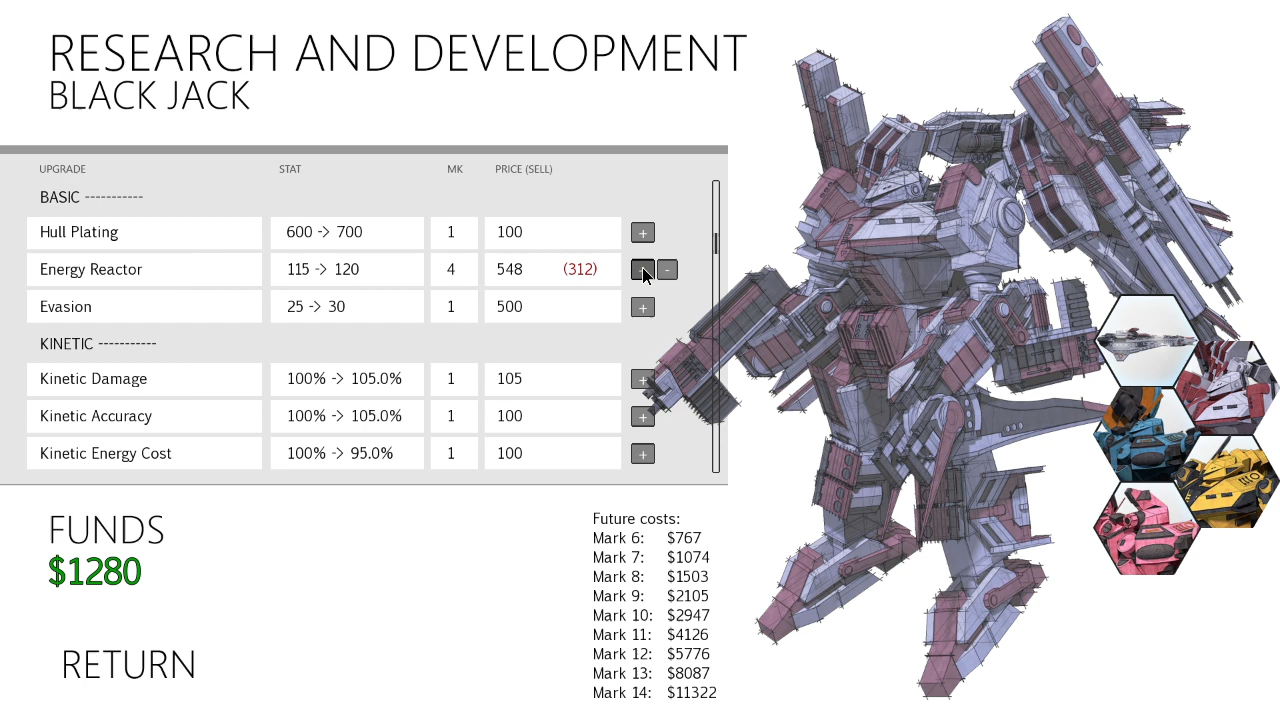 RESEARCH AND DEVELOPMENT
BLACK JACK
UPGRADE STAT MK PRICE (SELL)
BASIC -----------
Hull Plating 600 -> 700 1 100 +
Energy Reactor 115 -> 120 4 548 (312) -
Evasion 25 -> 30 1 500 +
KINETIC -----------
Kinetic Damage 100% -> 105.0% 1 105 +
Kinetic Accuracy 100% -> 105.0% 1 100 +
Kinetic Energy Cost 100% -> 95.0% 1 100 +
FUNDS
$1280
RETURN
Future costs:
Mark 6: $767
Mark 7: $1074
Mark 8: $1503
Mark 9: $2105
Mark 10: $2947
Mark 11: $4126
Mark 12: $5776
Mark 13: $8087
Mark 14: $11322